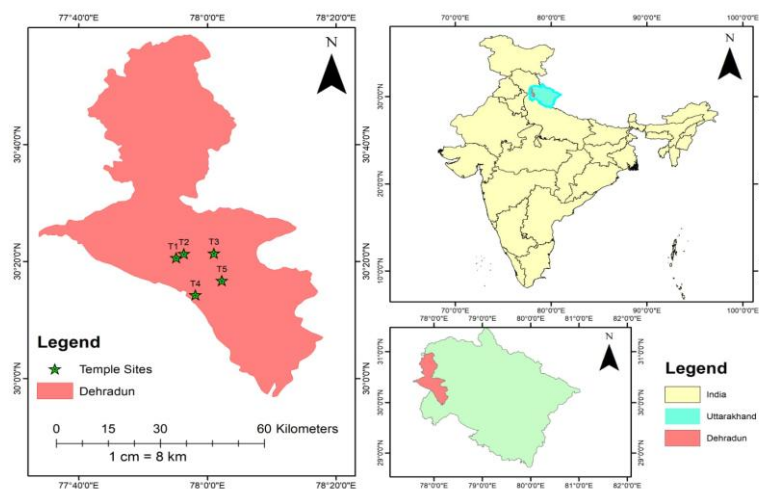 77°40'0"E 78°0'0"E 78°20'0"E
N
30°40'0"N
30°20'0"N
30°0'0"N
T1
T2
T3
T4
T5
Legend
Temple Sites
Dehradun
0 15 30 60 Kilometers
1 cm = 8 km
77°40'0"E 78°0'0"E 78°20'0"E
70°0'0"E 80°0'0"E 90°0'0"E 100°0'0"E
N
30°0'0"N
20°0'0"N
10°0'0"N
70°0'0"E 80°0'0"E 90°0'0"E 100°0'0"E
78°0'0"E 79°0'0"E 80°0'0"E 81°0'0"E 82°0'0"E
N
31°0'0"N
30°0'0"N
29°0'0"N
78°0'0"E 79°0'0"E 80°0'0"E 81°0'0"E 82°0'0"E
Legend
India
Uttarakhand
Dehradun